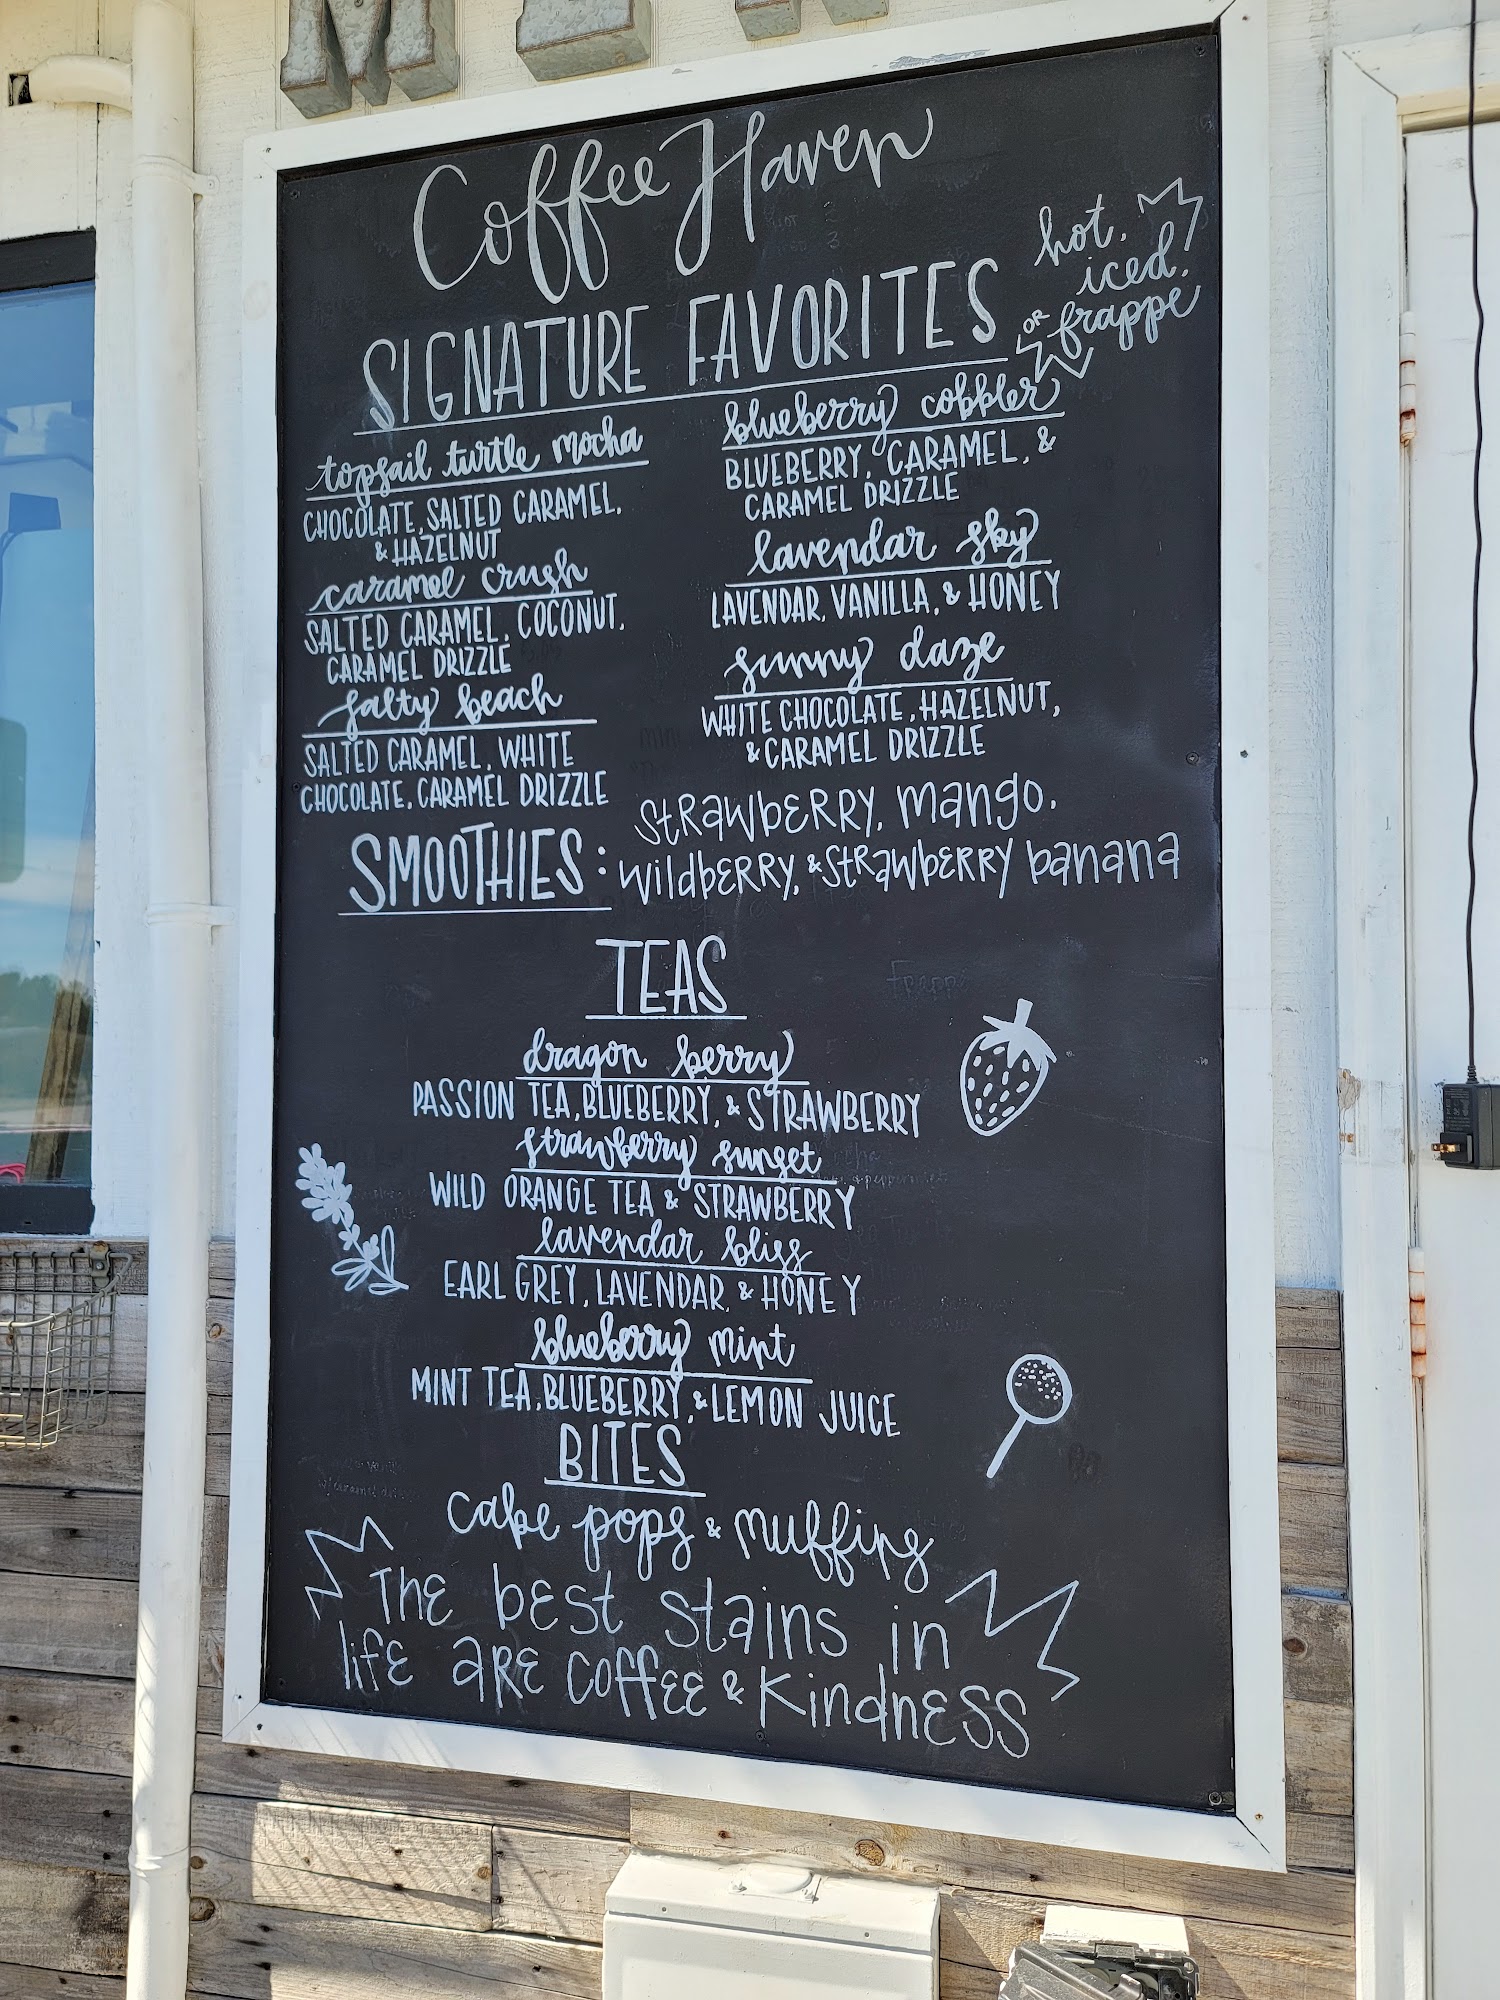 MEN
Coffee Haven
hot,
iced,
OR frappe
SIGNATURE FAVORITES
topsail turtle mocha
CHOCOLATE, SALTED CARAMEL,
& HAZELNUT
caramel crush
SALTED CARAMEL, COCONUT,
CARAMEL DRIZZLE
salty beach
SALTED CARAMEL, WHITE
CHOCOLATE, CARAMEL DRIZZLE
blueberry cobbler
BLUEBERRY, CARAMEL, &
CARAMEL DRIZZLE
lavendar sky
LAVENDAR, VANILLA, & HONEY
sunny daze
WHITE CHOCOLATE, HAZELNUT,
& CARAMEL DRIZZLE
SMOOTHIES:
STRAWBERRY, mango,
wildBERRY, & STRAWBERRY banana
TEAS
dragon berry
PASSION TEA, BLUEBERRY, & STRAWBERRY
strawberry sunset
WILD ORANGE TEA & STRAWBERRY
lavendar bliss
EARL GREY, LAVENDAR, & HONEY
blueberry mint
MINT TEA, BLUEBERRY, & LEMON JUICE
BITES
cake pops & muffins
THE best stains in
life are coffee & Kindness